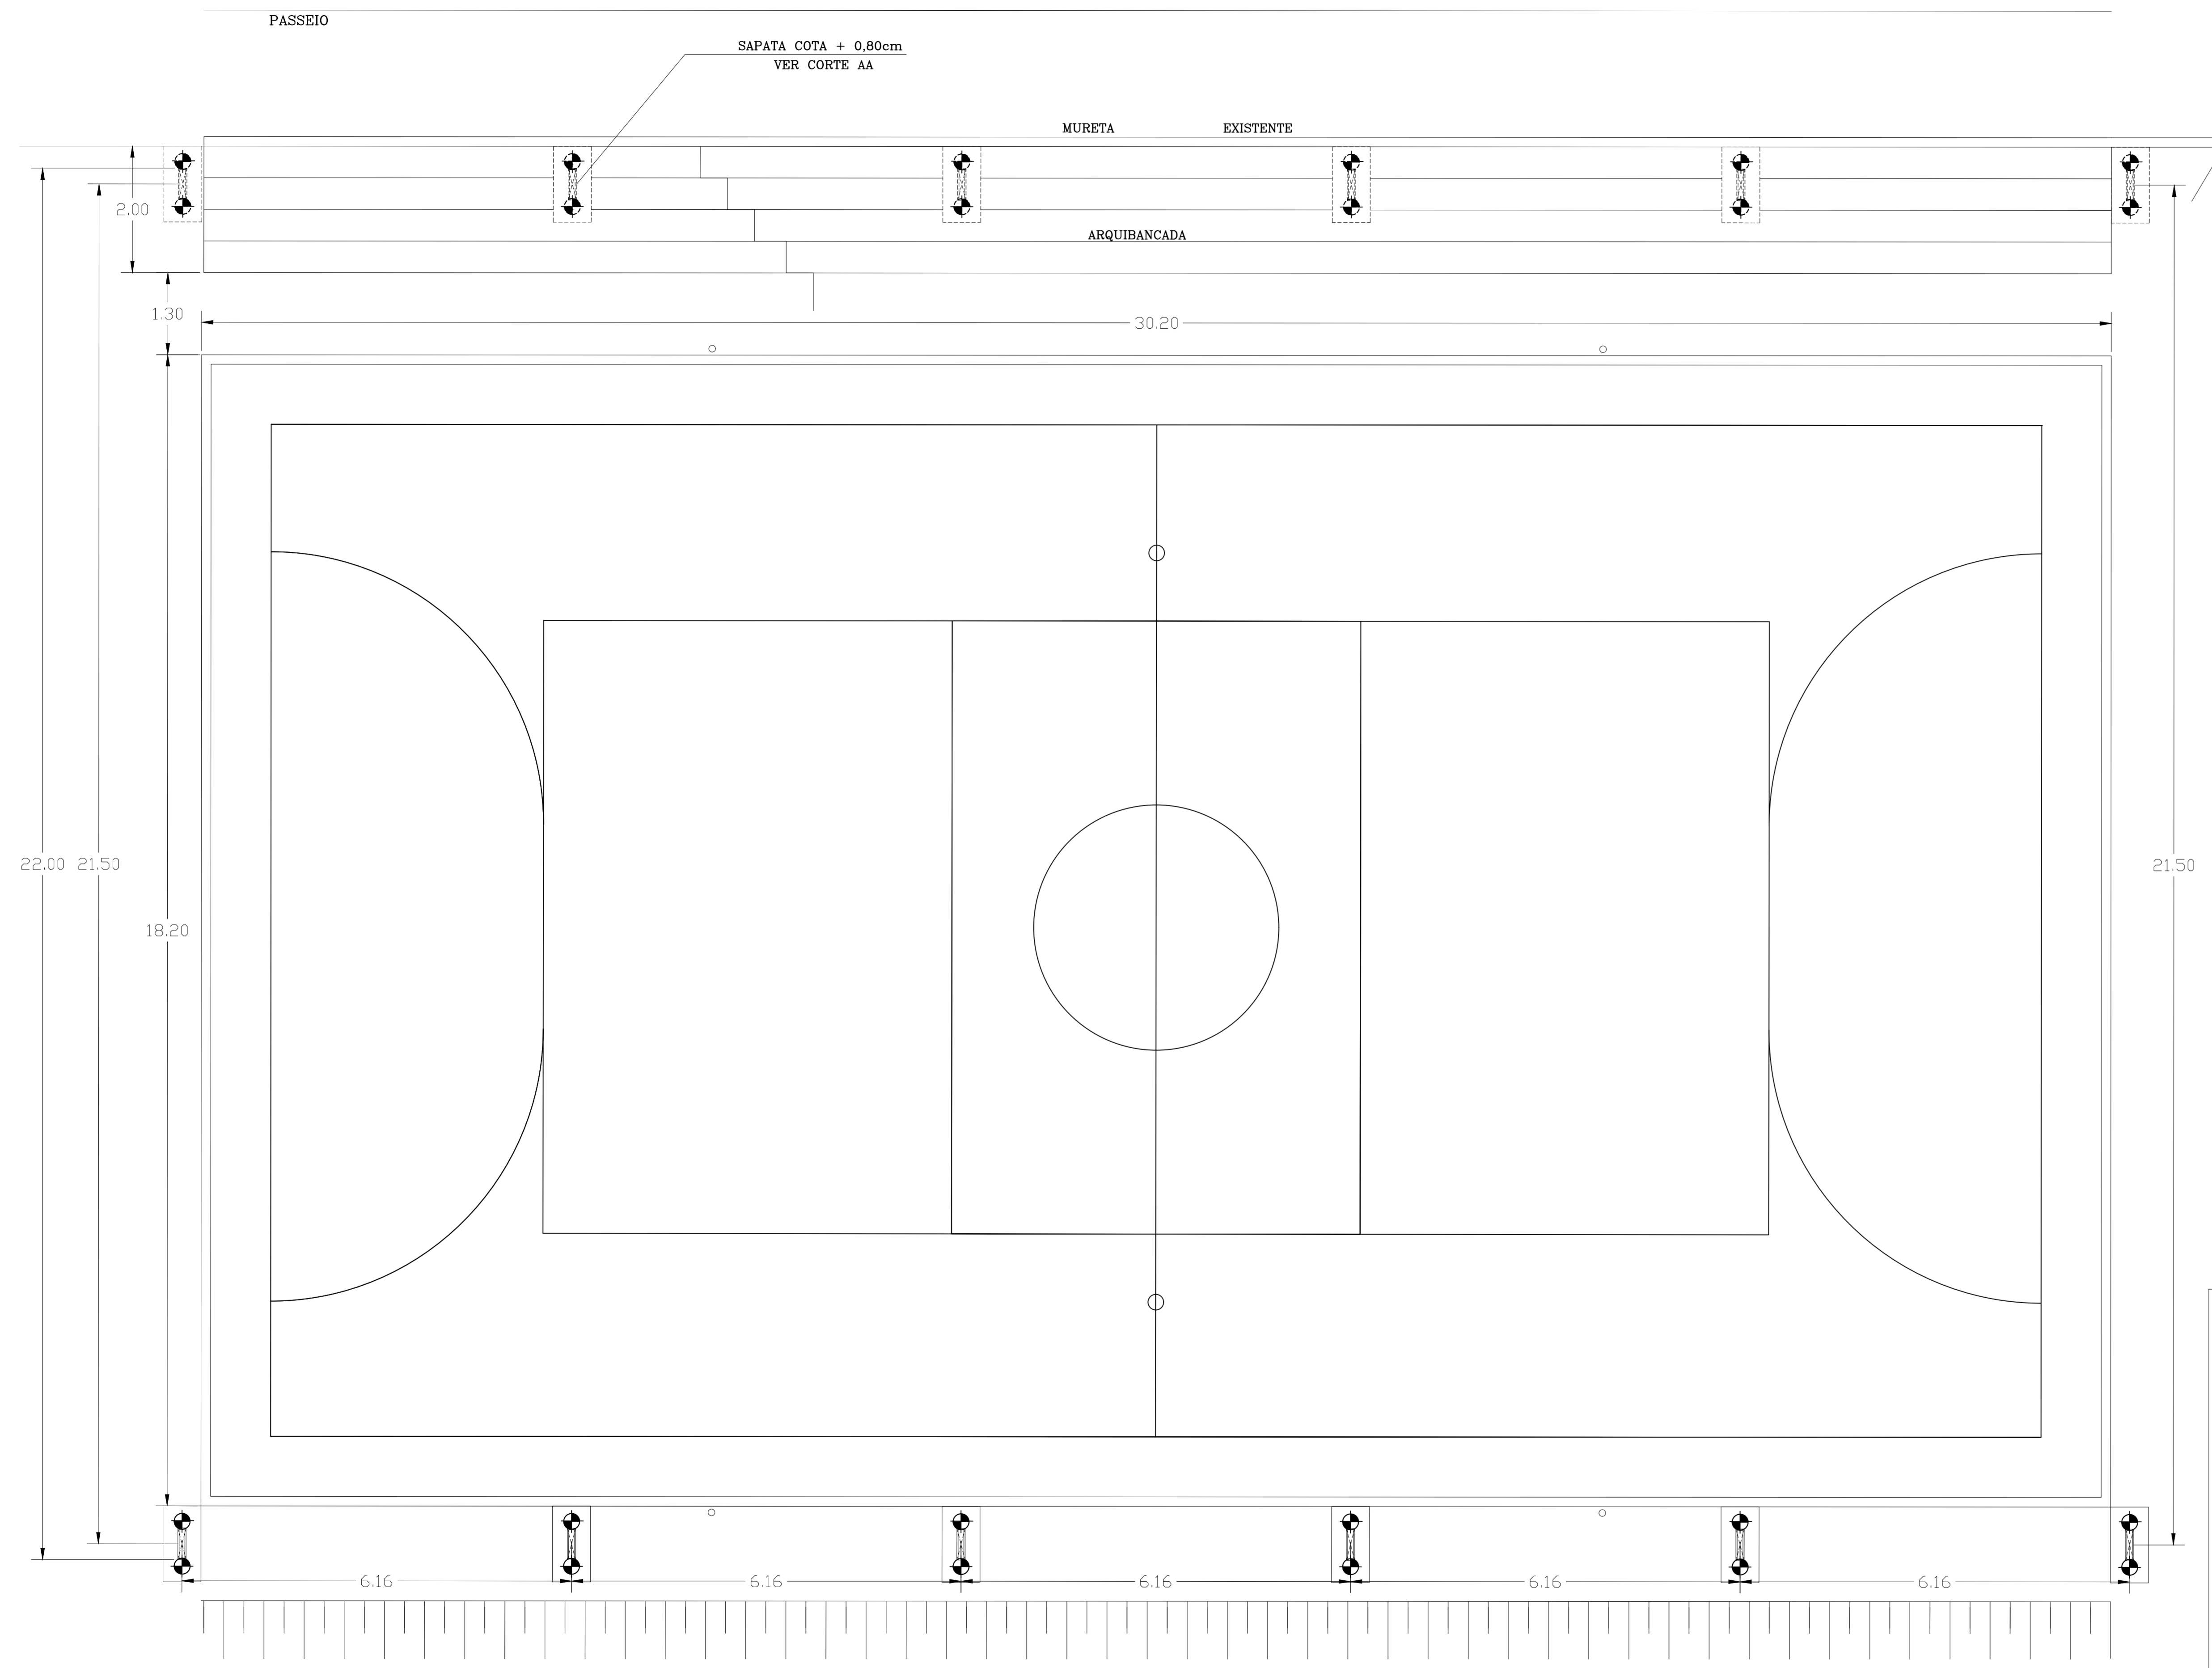 PASSEIO
SAPATA COTA + 0,80cm
VER CORTE AA
MURETA EXISTENTE
2.00
ARQUIBANCADA
1.30
30.20
22.00 21.50
21.50
18.20
6.16 6.16 6.16 6.16 6.16